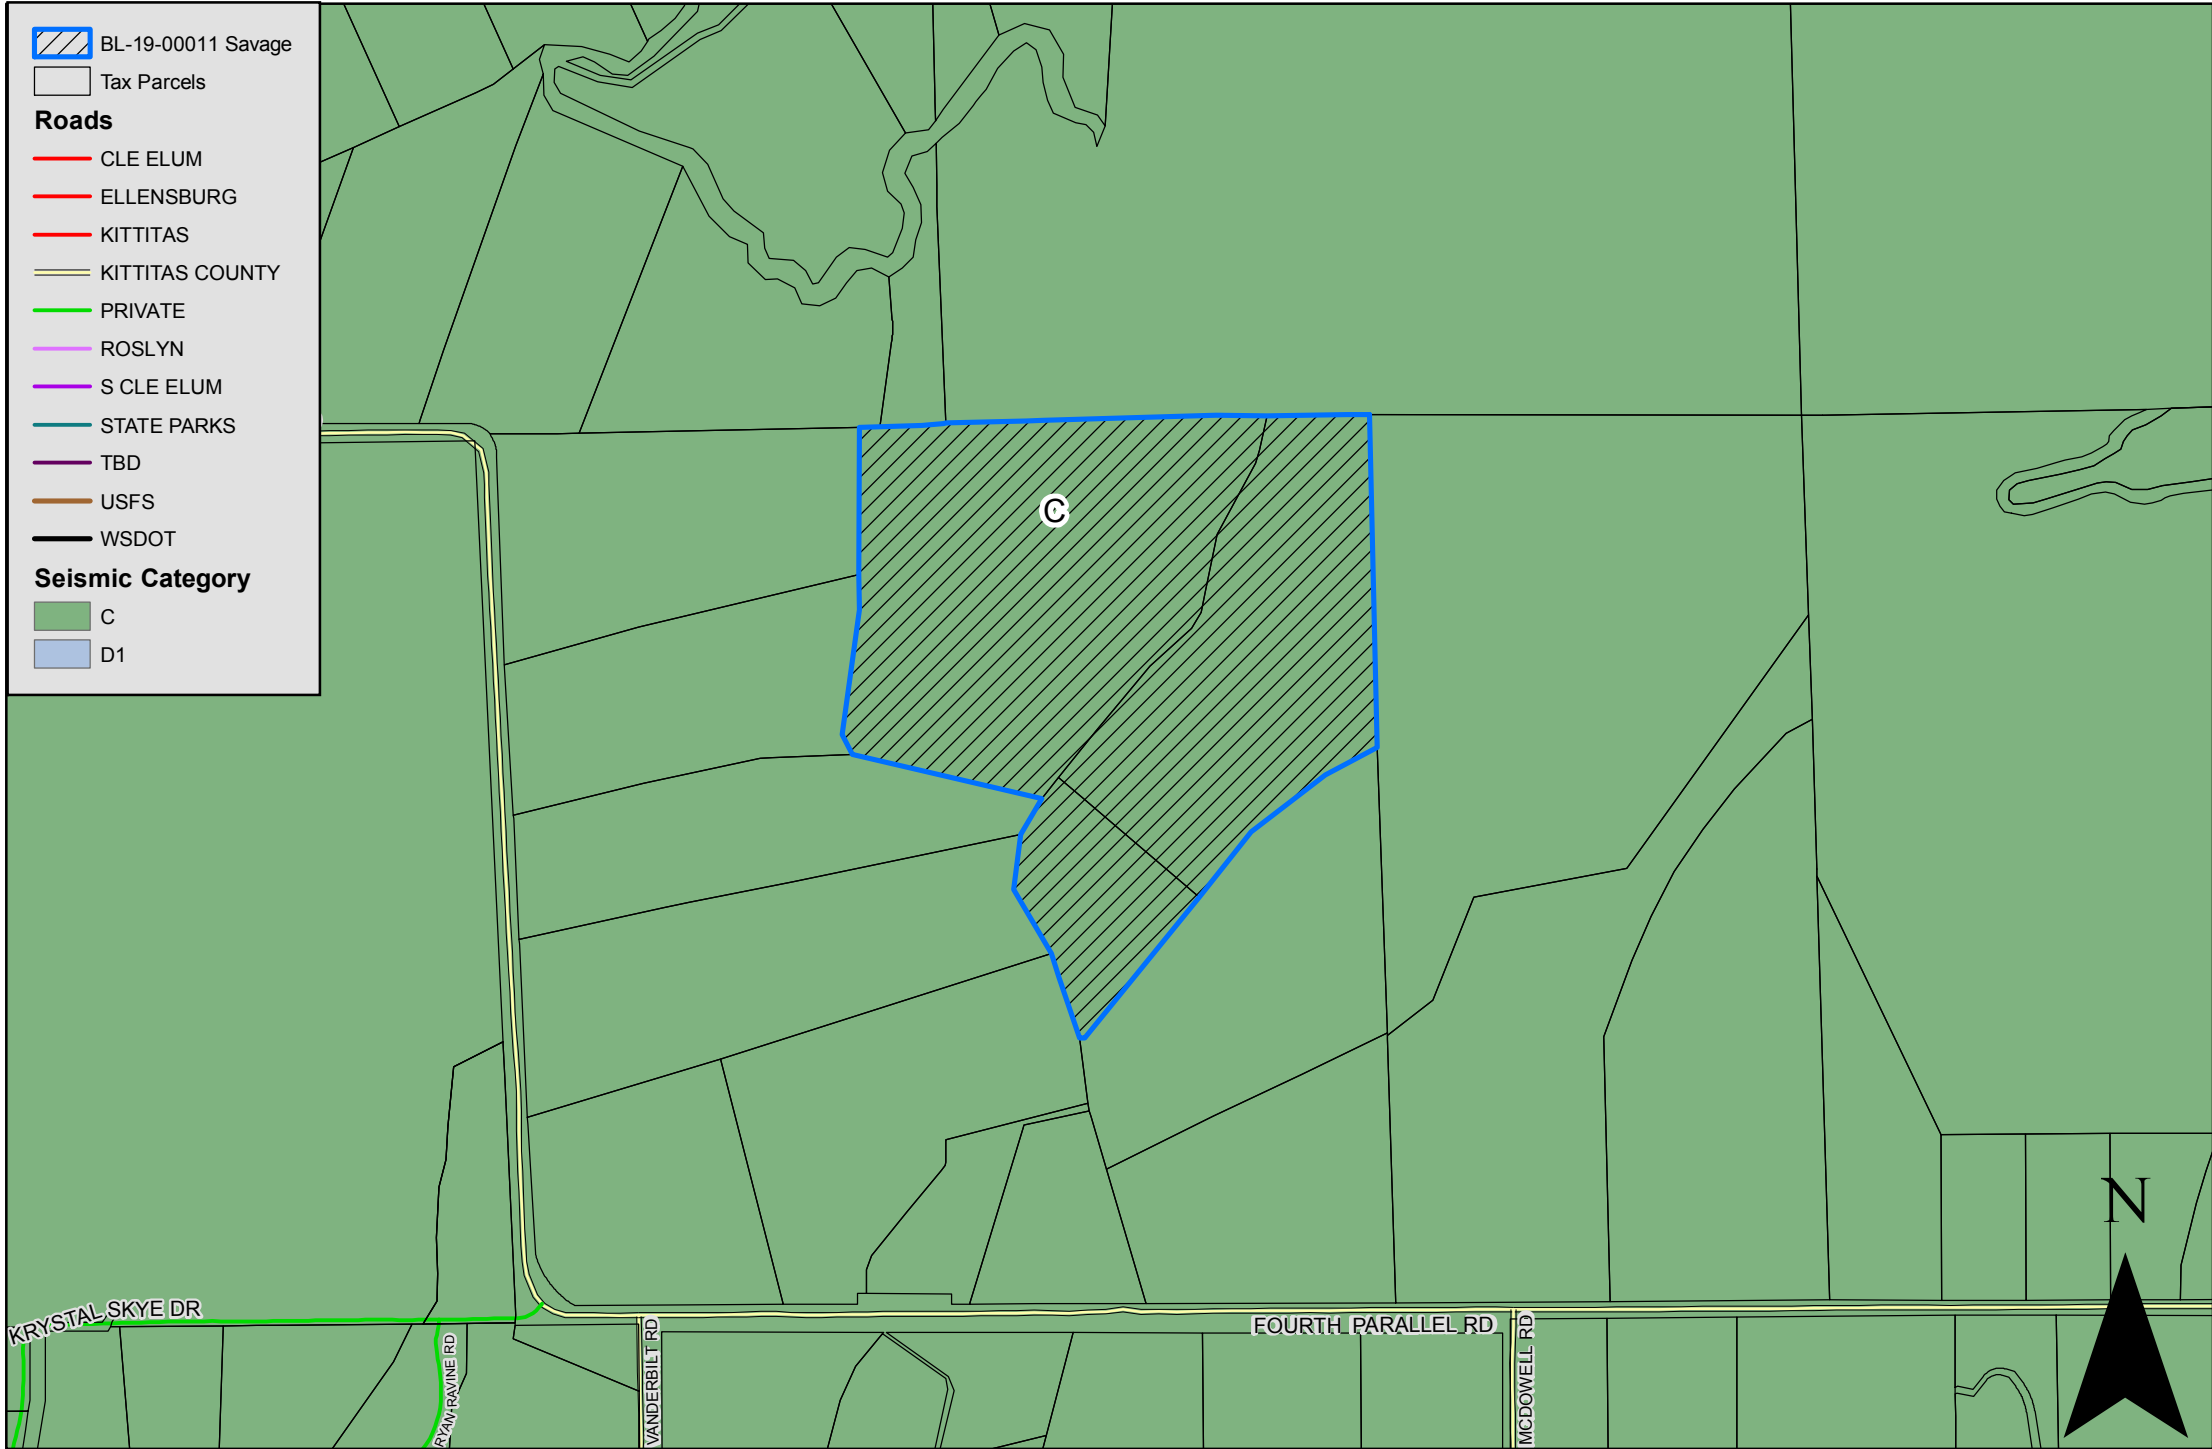 BL-19-00011 Savage
Tax Parcels
Roads
CLE ELUM
ELLENSBURG
KITTITAS
KITTITAS COUNTY
PRIVATE
ROSLYN
S CLE ELUM
STATE PARKS
TBD
USFS
WSDOT
Seismic Category
C
D1
C
N
KRYSTAL SKYE DR
RYAN RAVINE RD
VANDERBILT RD
FOURTH PARALLEL RD
MCDOWELL RD